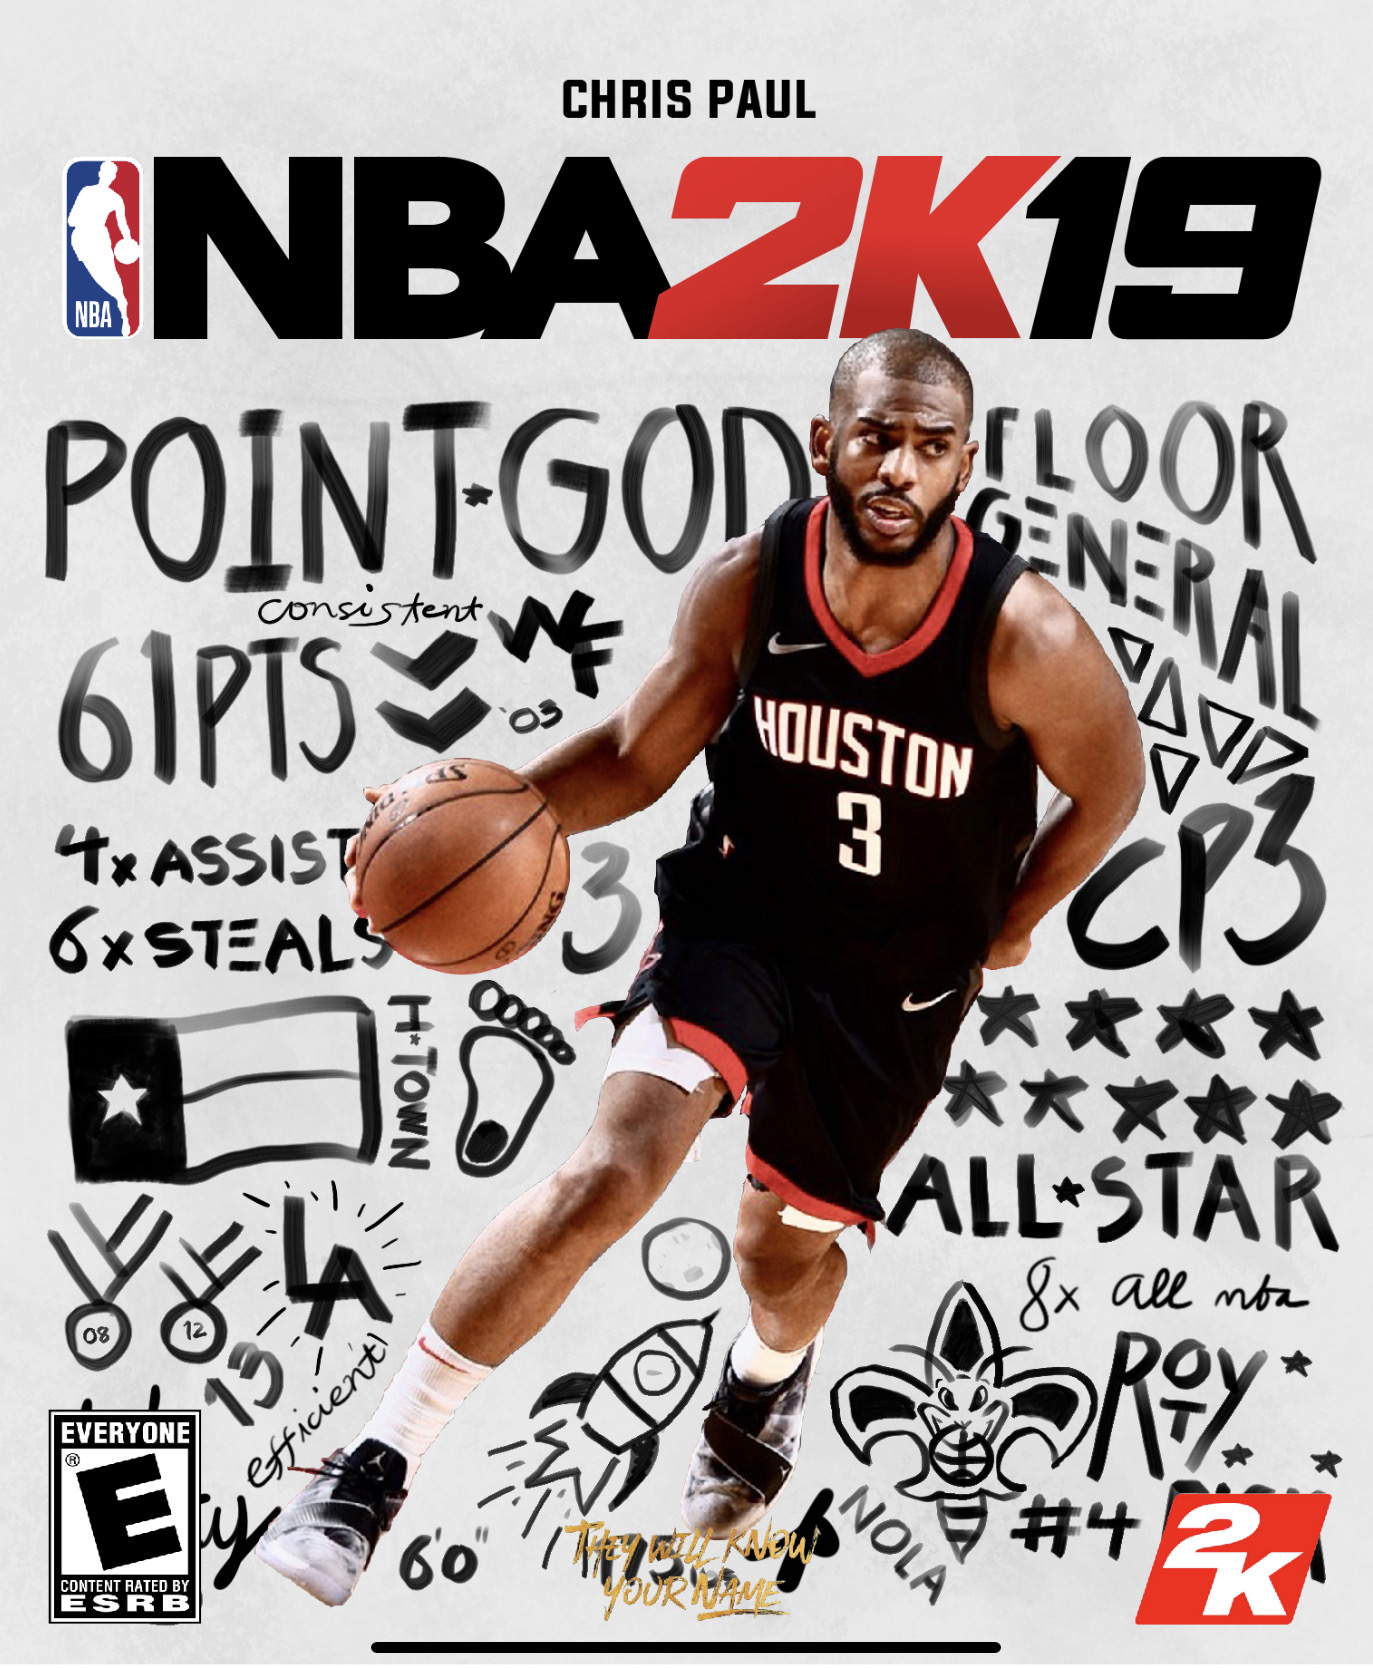 CHRIS PAUL
NBA2K19
NBA
POINT★GOD
FLOOR
GENERAL
consistent
61PTS
WF
'03
HOUSTON
3
4x ASSIST
6x STEALS
3
CP3
H★TOWN
ALL★STAR
8x all nba
08
12
LA
13
efficient!
ROY
#4
NOLA
6'0"
THEY WILL KNOW
YOUR NAME
EVERYONE
E
®
CONTENT RATED BY
ESRB
2K